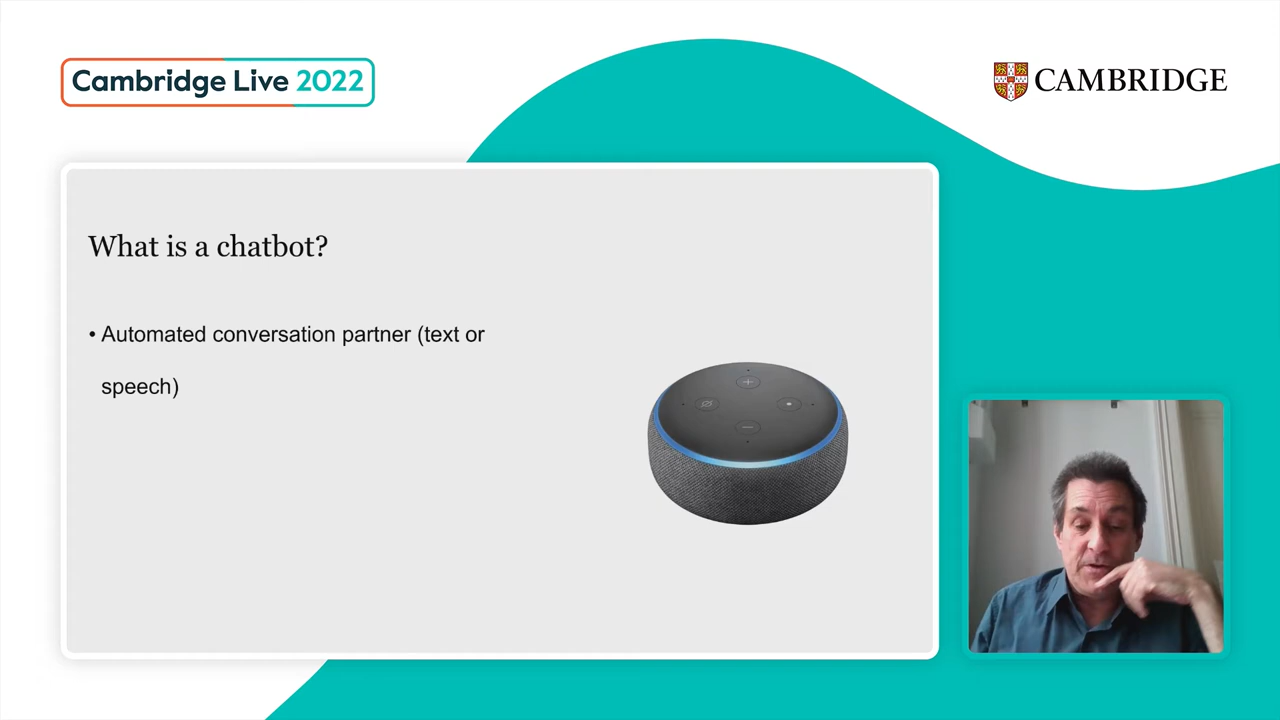 Cambridge Live 2022
CAMBRIDGE
What is a chatbot?
• Automated conversation partner (text or
speech)